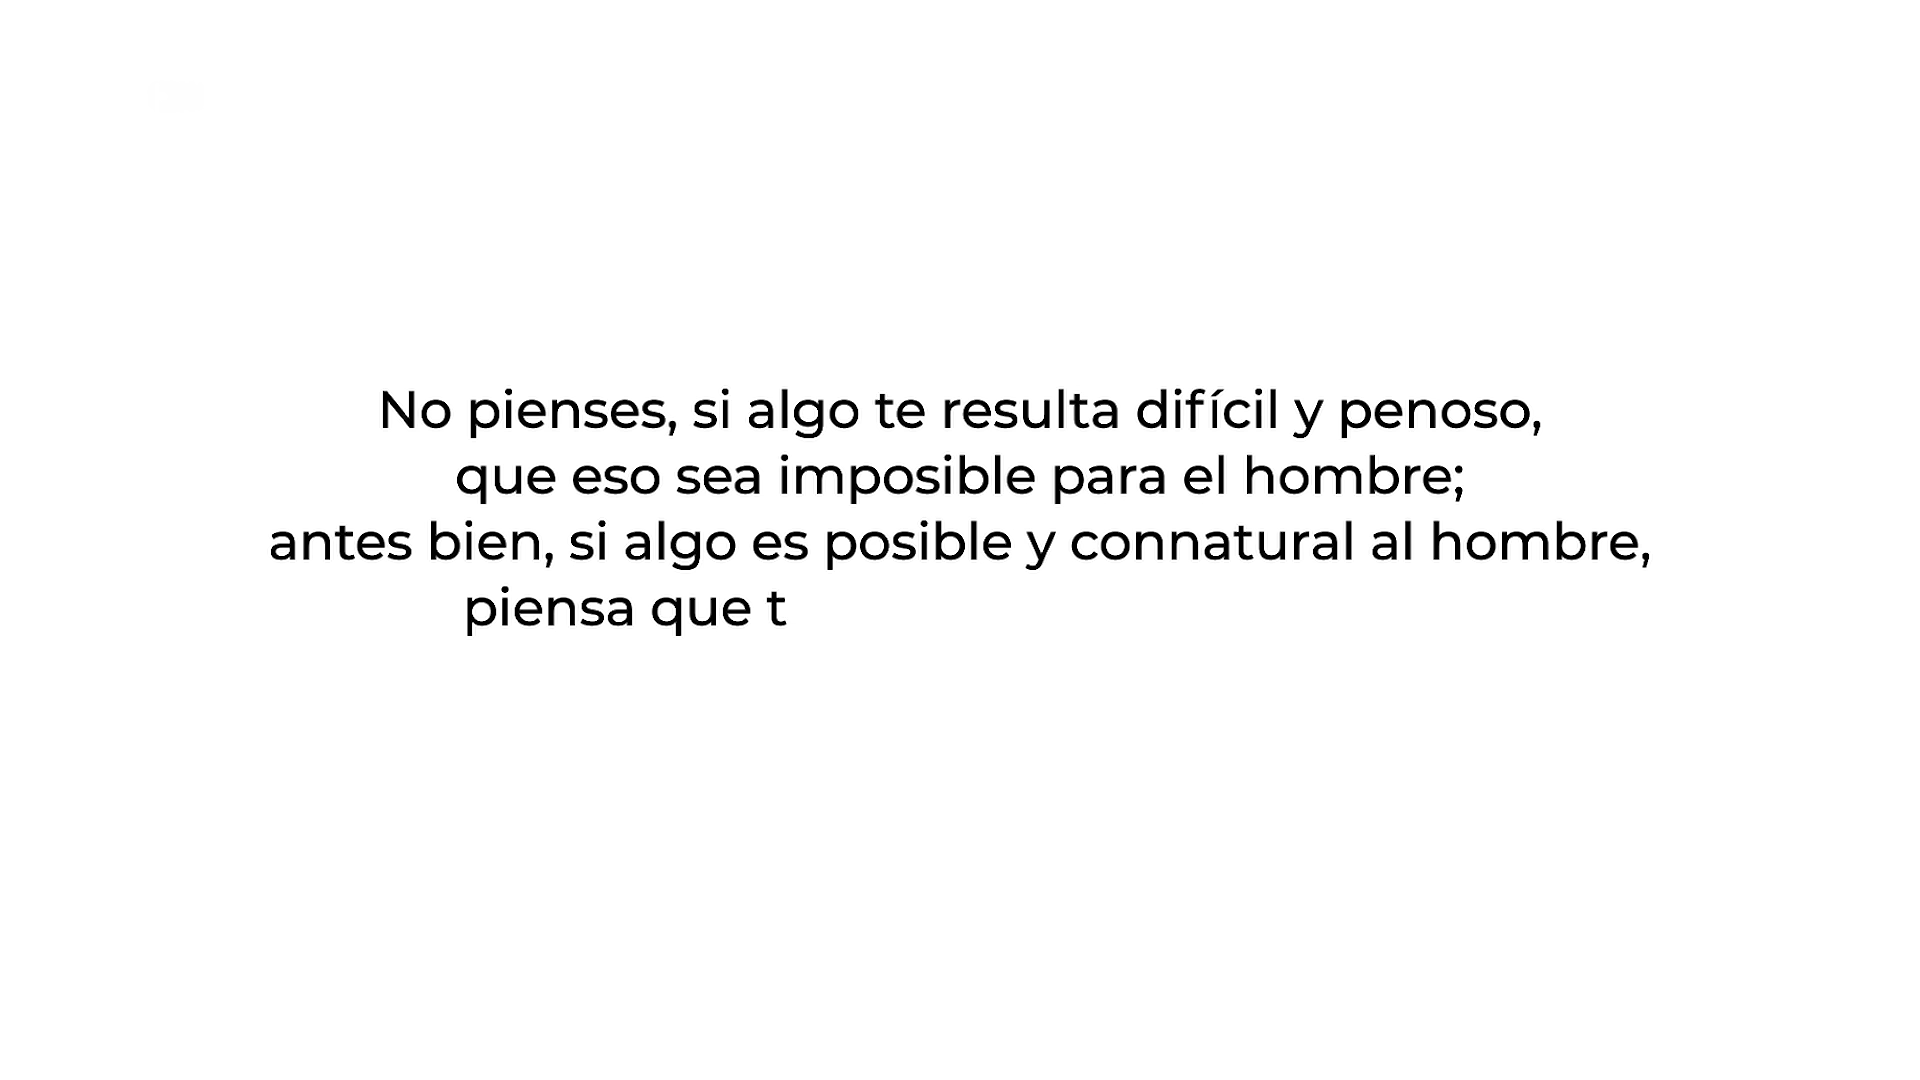 No pienses, si algo te resulta difícil y penoso,
que eso sea imposible para el hombre;
antes bien, si algo es posible y connatural al hombre,
piensa que t